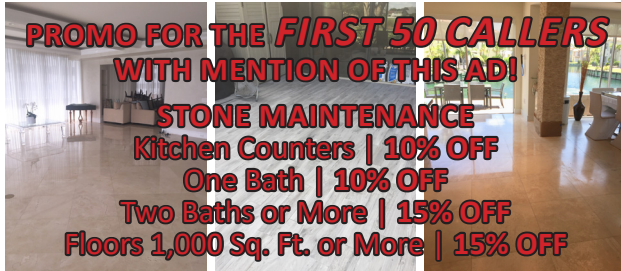 PROMO FOR THE FIRST 50 CALLERS
WITH MENTION OF THIS AD!
STONE MAINTENANCE
Kitchen Counters | 10% OFF
One Bath | 10% OFF
Two Baths or More | 15% OFF
Floors 1,000 Sq. Ft. or More | 15% OFF